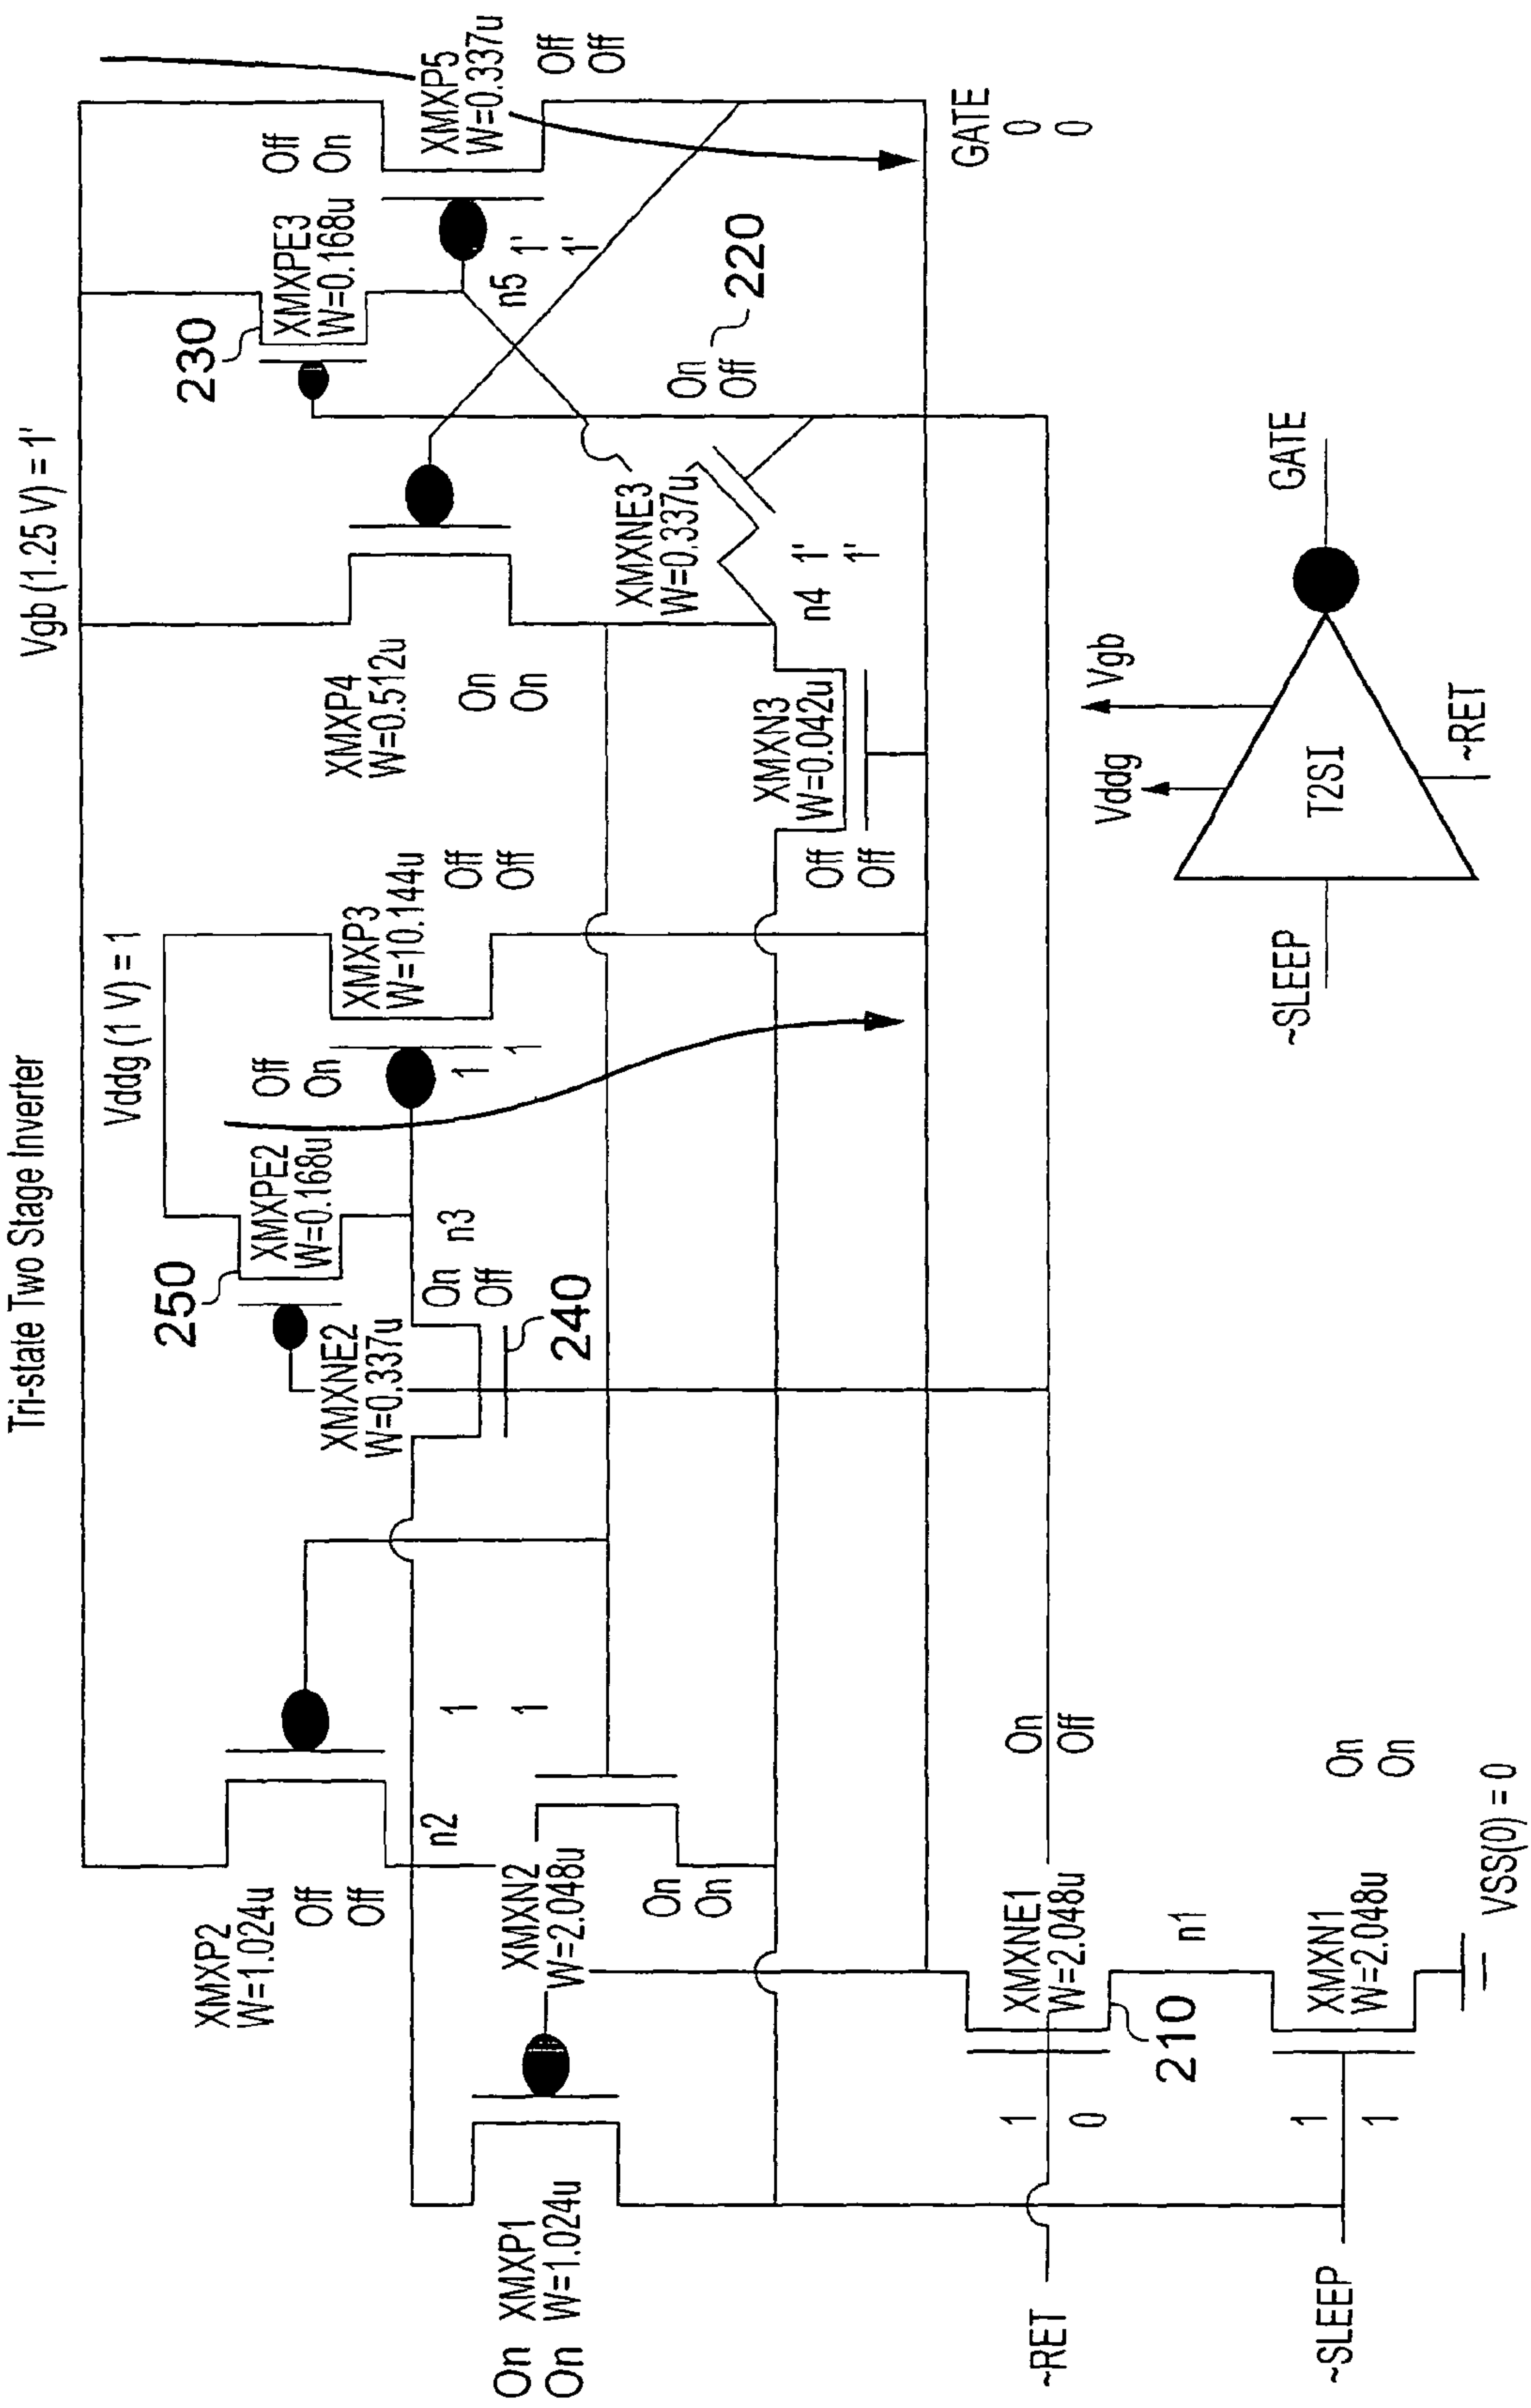 Tri-state Two Stage Inverter
Vgb (1.25 V) = 1'
Vddg (1 V) = 1
XMXP2
W=1.024u
Off
Off
n2
1
1
250
XMXPE2
W=0.168u
Off
On
XMXNE2
W=0.337u
On
Off
n3
240
XMXP3
W=10.144u
Off
Off
1
1
XMXP4
W=0.512u
On
On
230
XMXPE3
W=0.168u
Off
On
XMXP5
W=0.337u
Off
Off
n5
1'
1'
On XMXP1
On W=1.024u
XMXN2
W=2.048u
On
On
XMXN3
W=0.042u
Off
Off
XMXNE3
W=0.337u
n4
1'
1'
On
Off
220
GATE
0
0
~RET
1
0
XMXNE1
W=2.048u
On
Off
210
n1
~SLEEP
1
1
XMXN1
W=2.048u
On
On
VSS(0) = 0
~SLEEP
T2SI
Vddg
Vgb
~RET
GATE